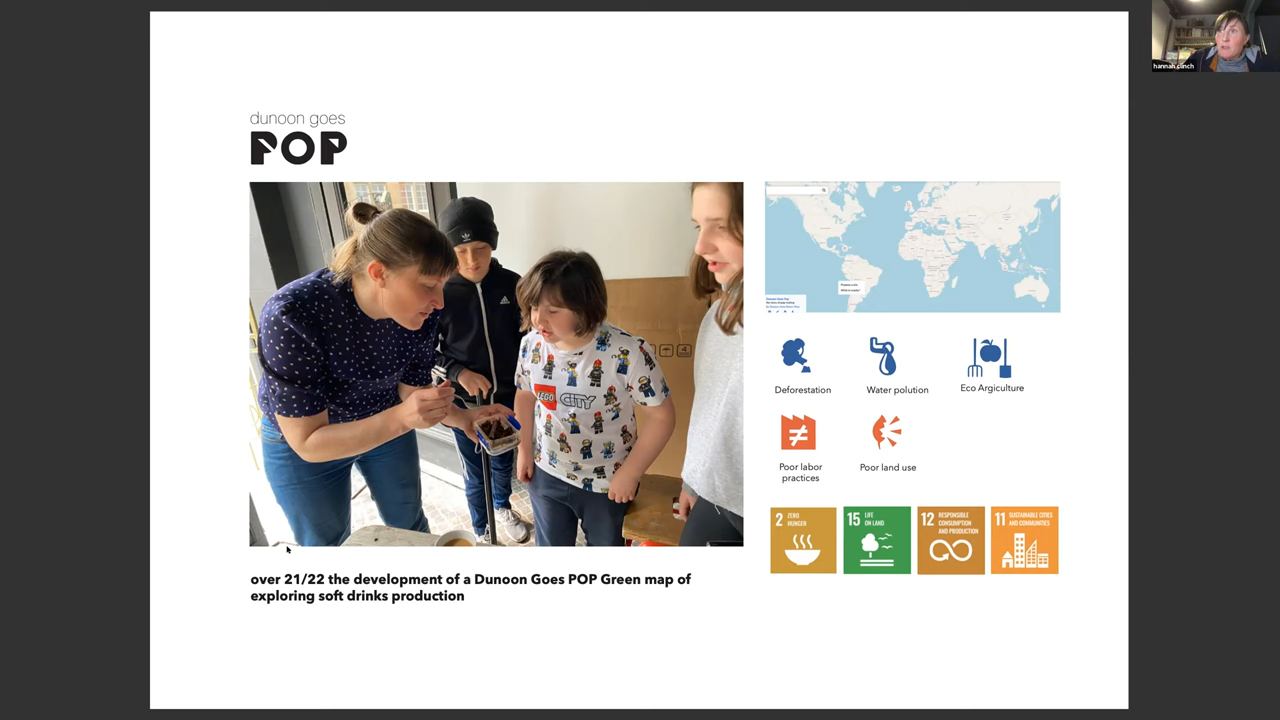 hannah clinch
dunoon goes
POP
LEGO CITY
Deforestation
Water polution
Eco Argiculture
Poor labor
practices
Poor land use
2 ZERO
HUNGER
15 LIFE
ON LAND
12 RESPONSIBLE
CONSUMPTION
AND PRODUCTION
11 SUSTAINABLE CITIES
AND COMMUNITIES
over 21/22 the development of a Dunoon Goes POP Green map of
exploring soft drinks production